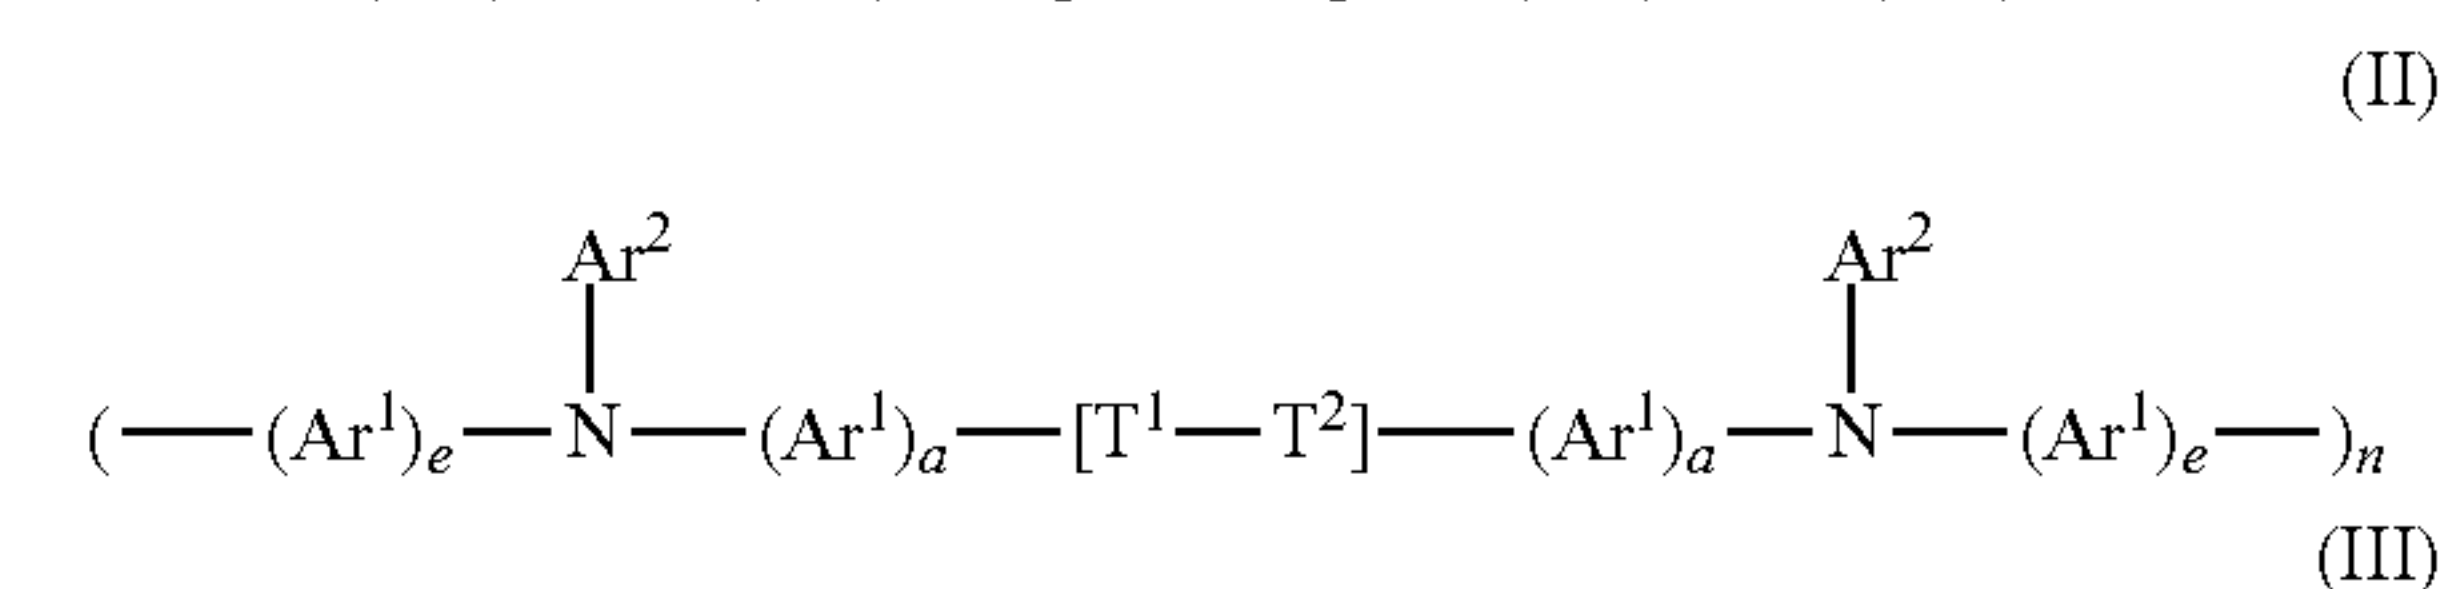 (II)
Ar² Ar²
( — (Ar¹)ₑ — N — (Ar¹)ₐ — [T¹ — T²] — (Ar¹)ₐ — N — (Ar¹)ₑ — )ₙ
(III)